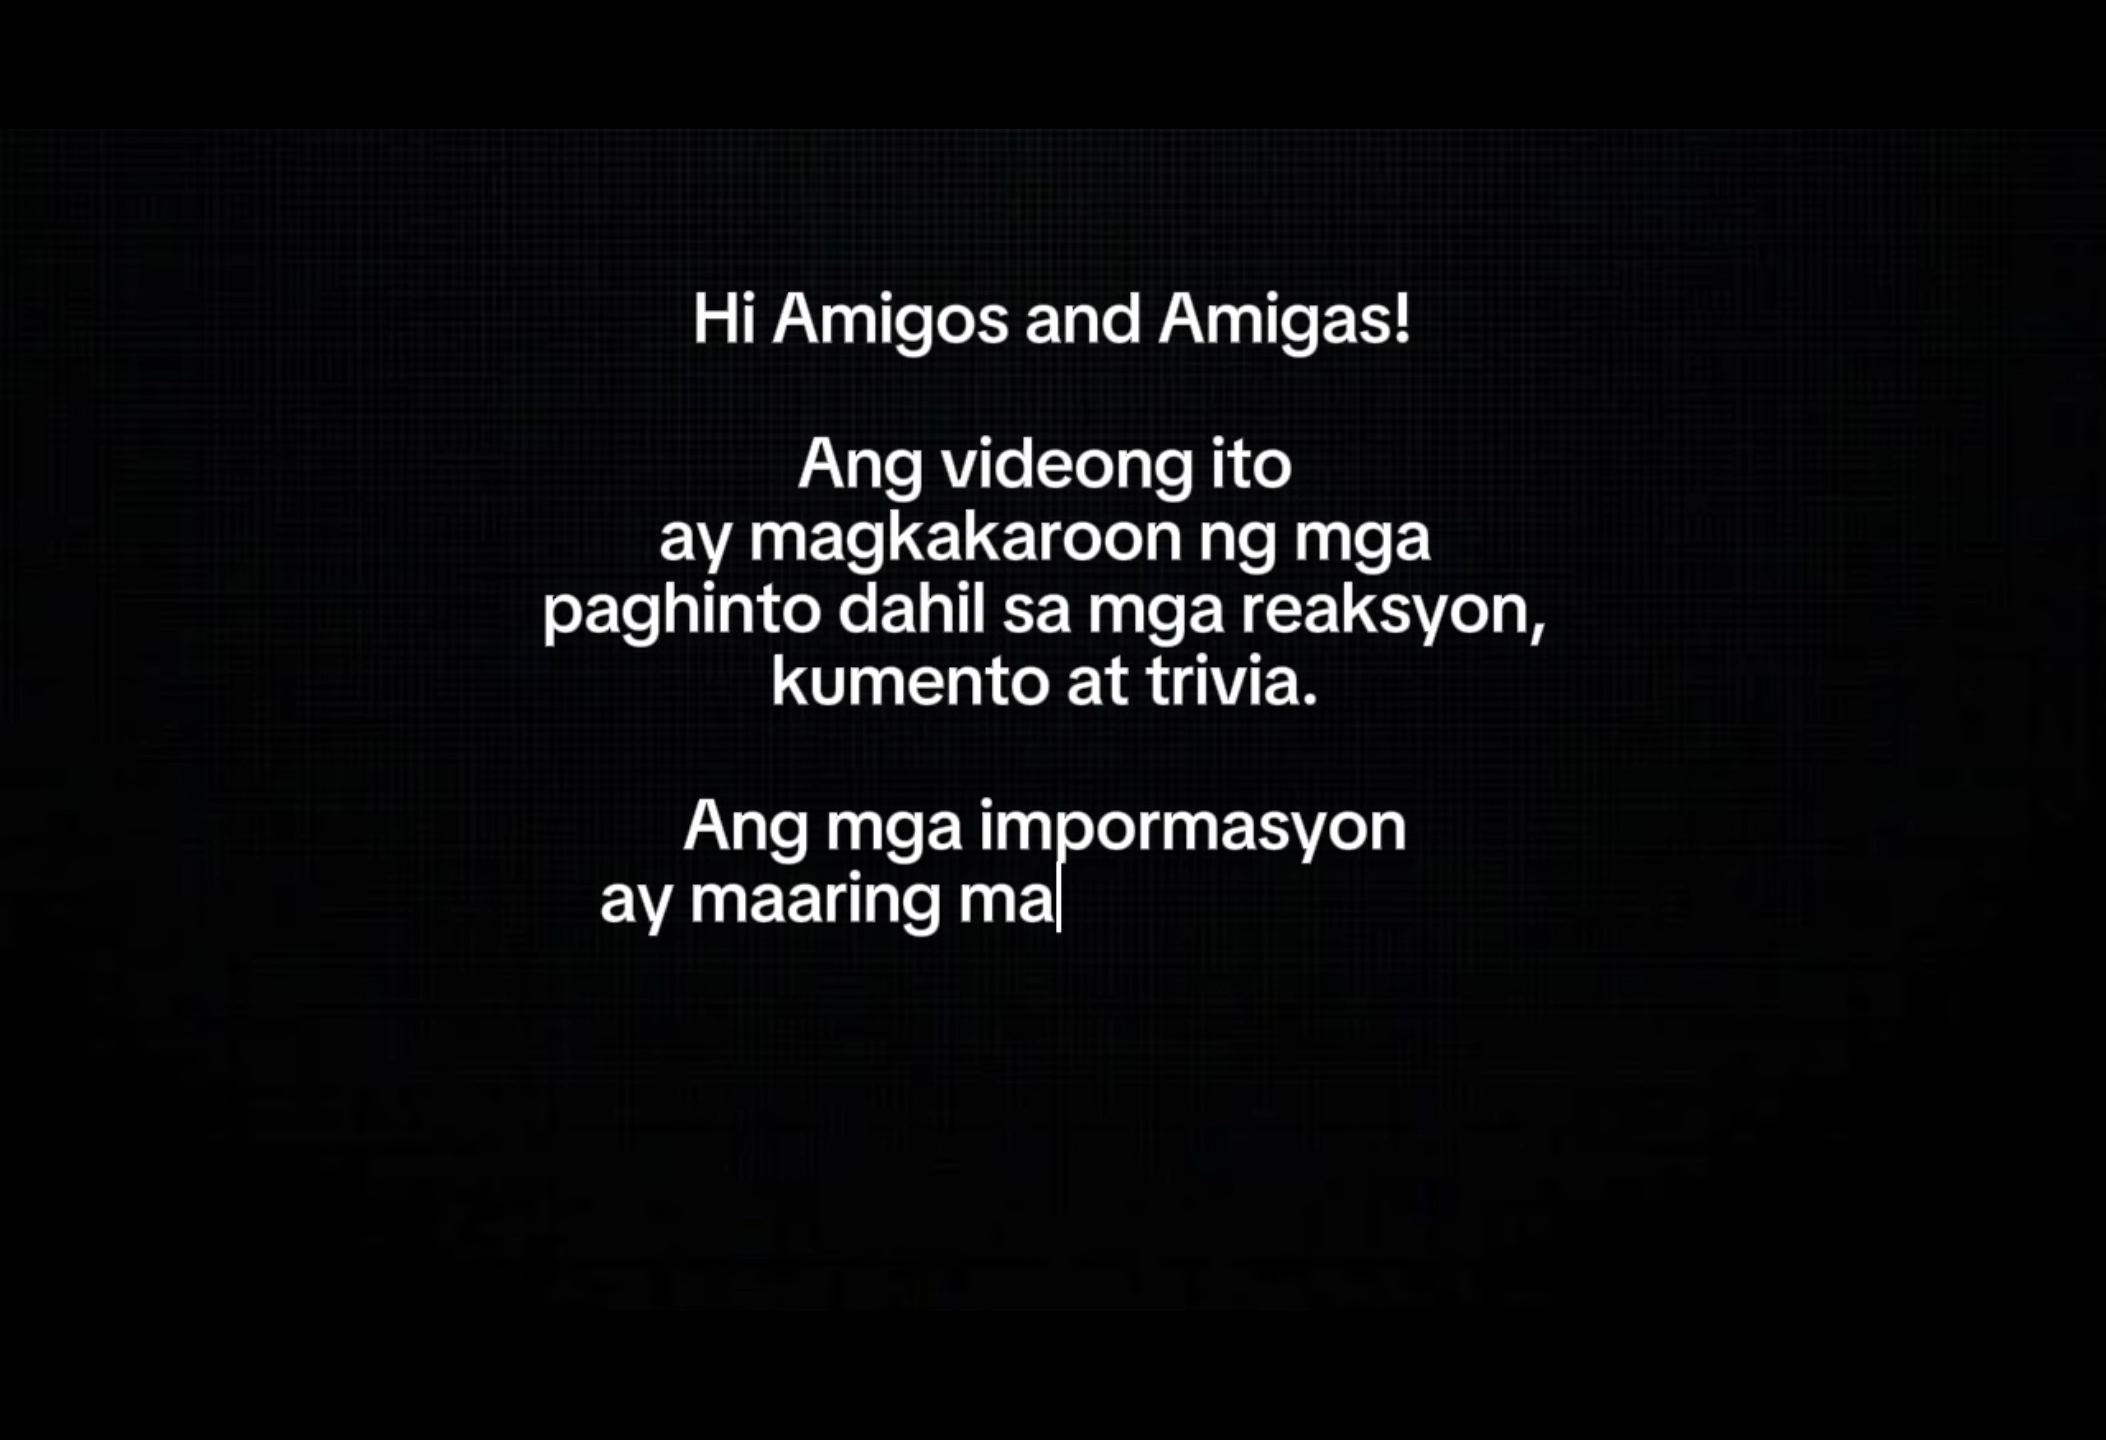 Hi Amigos and Amigas!
Ang videong ito
ay magkakaroon ng mga
paghinto dahil sa mga reaksyon,
kumento at trivia.
Ang mga impormasyon
ay maaring ma